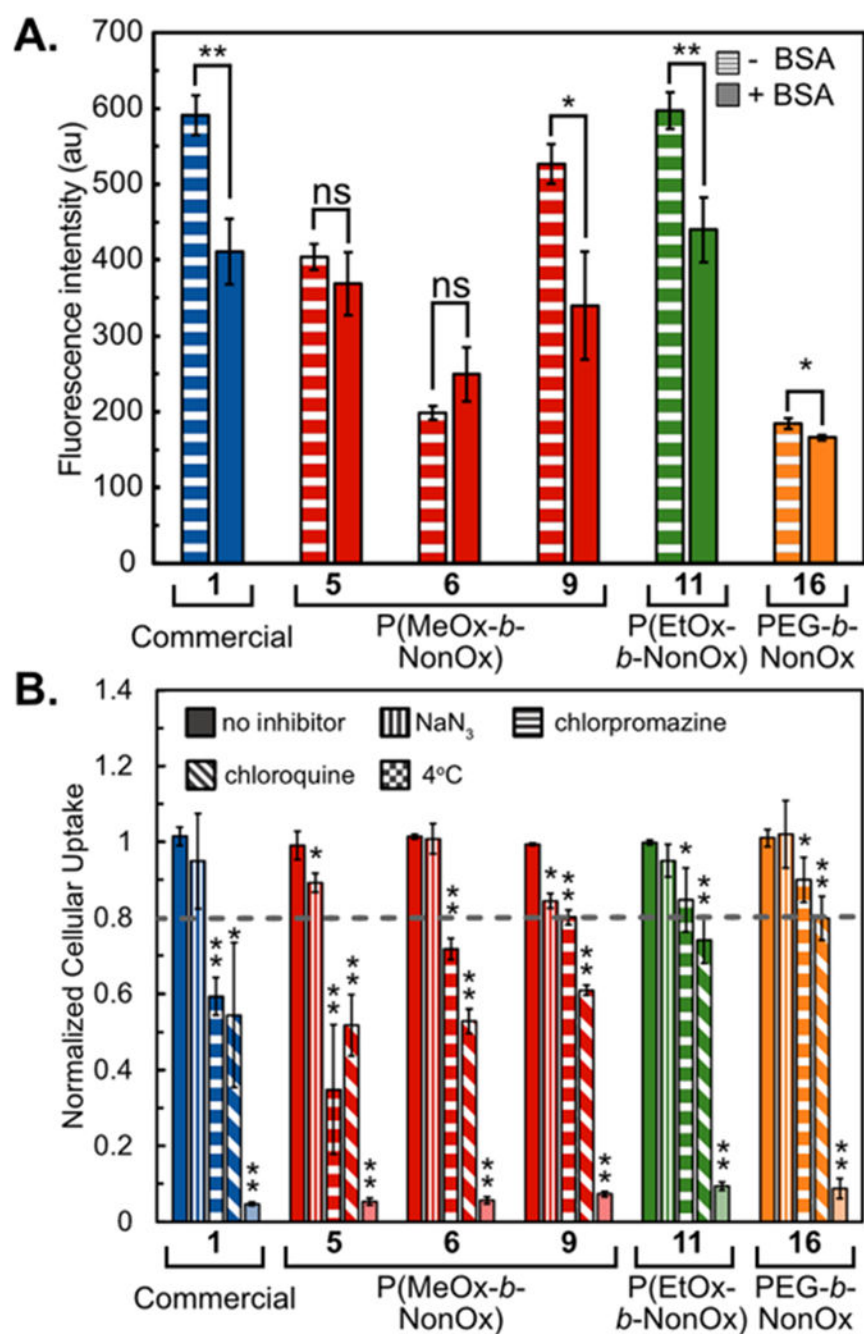 A.
Fluorescence intentsity (au)
700
600
500
400
300
200
100
0
- BSA
+ BSA
**
ns
ns
*
**
*
1 5 6 9 11 16
Commercial P(MeOx-b-NonOx) P(EtOx-b-NonOx) PEG-b-NonOx
B.
Normalized Cellular Uptake
1.4
1.2
1
0.8
0.6
0.4
0.2
0
no inhibitor NaN₃ chlorpromazine
chloroquine 4°C
** * **
* ** ** **
** ** **
* ** ** **
* ** **
* ** **
1 5 6 9 11 16
Commercial P(MeOx-b-NonOx) P(EtOx-b-NonOx) PEG-b-NonOx